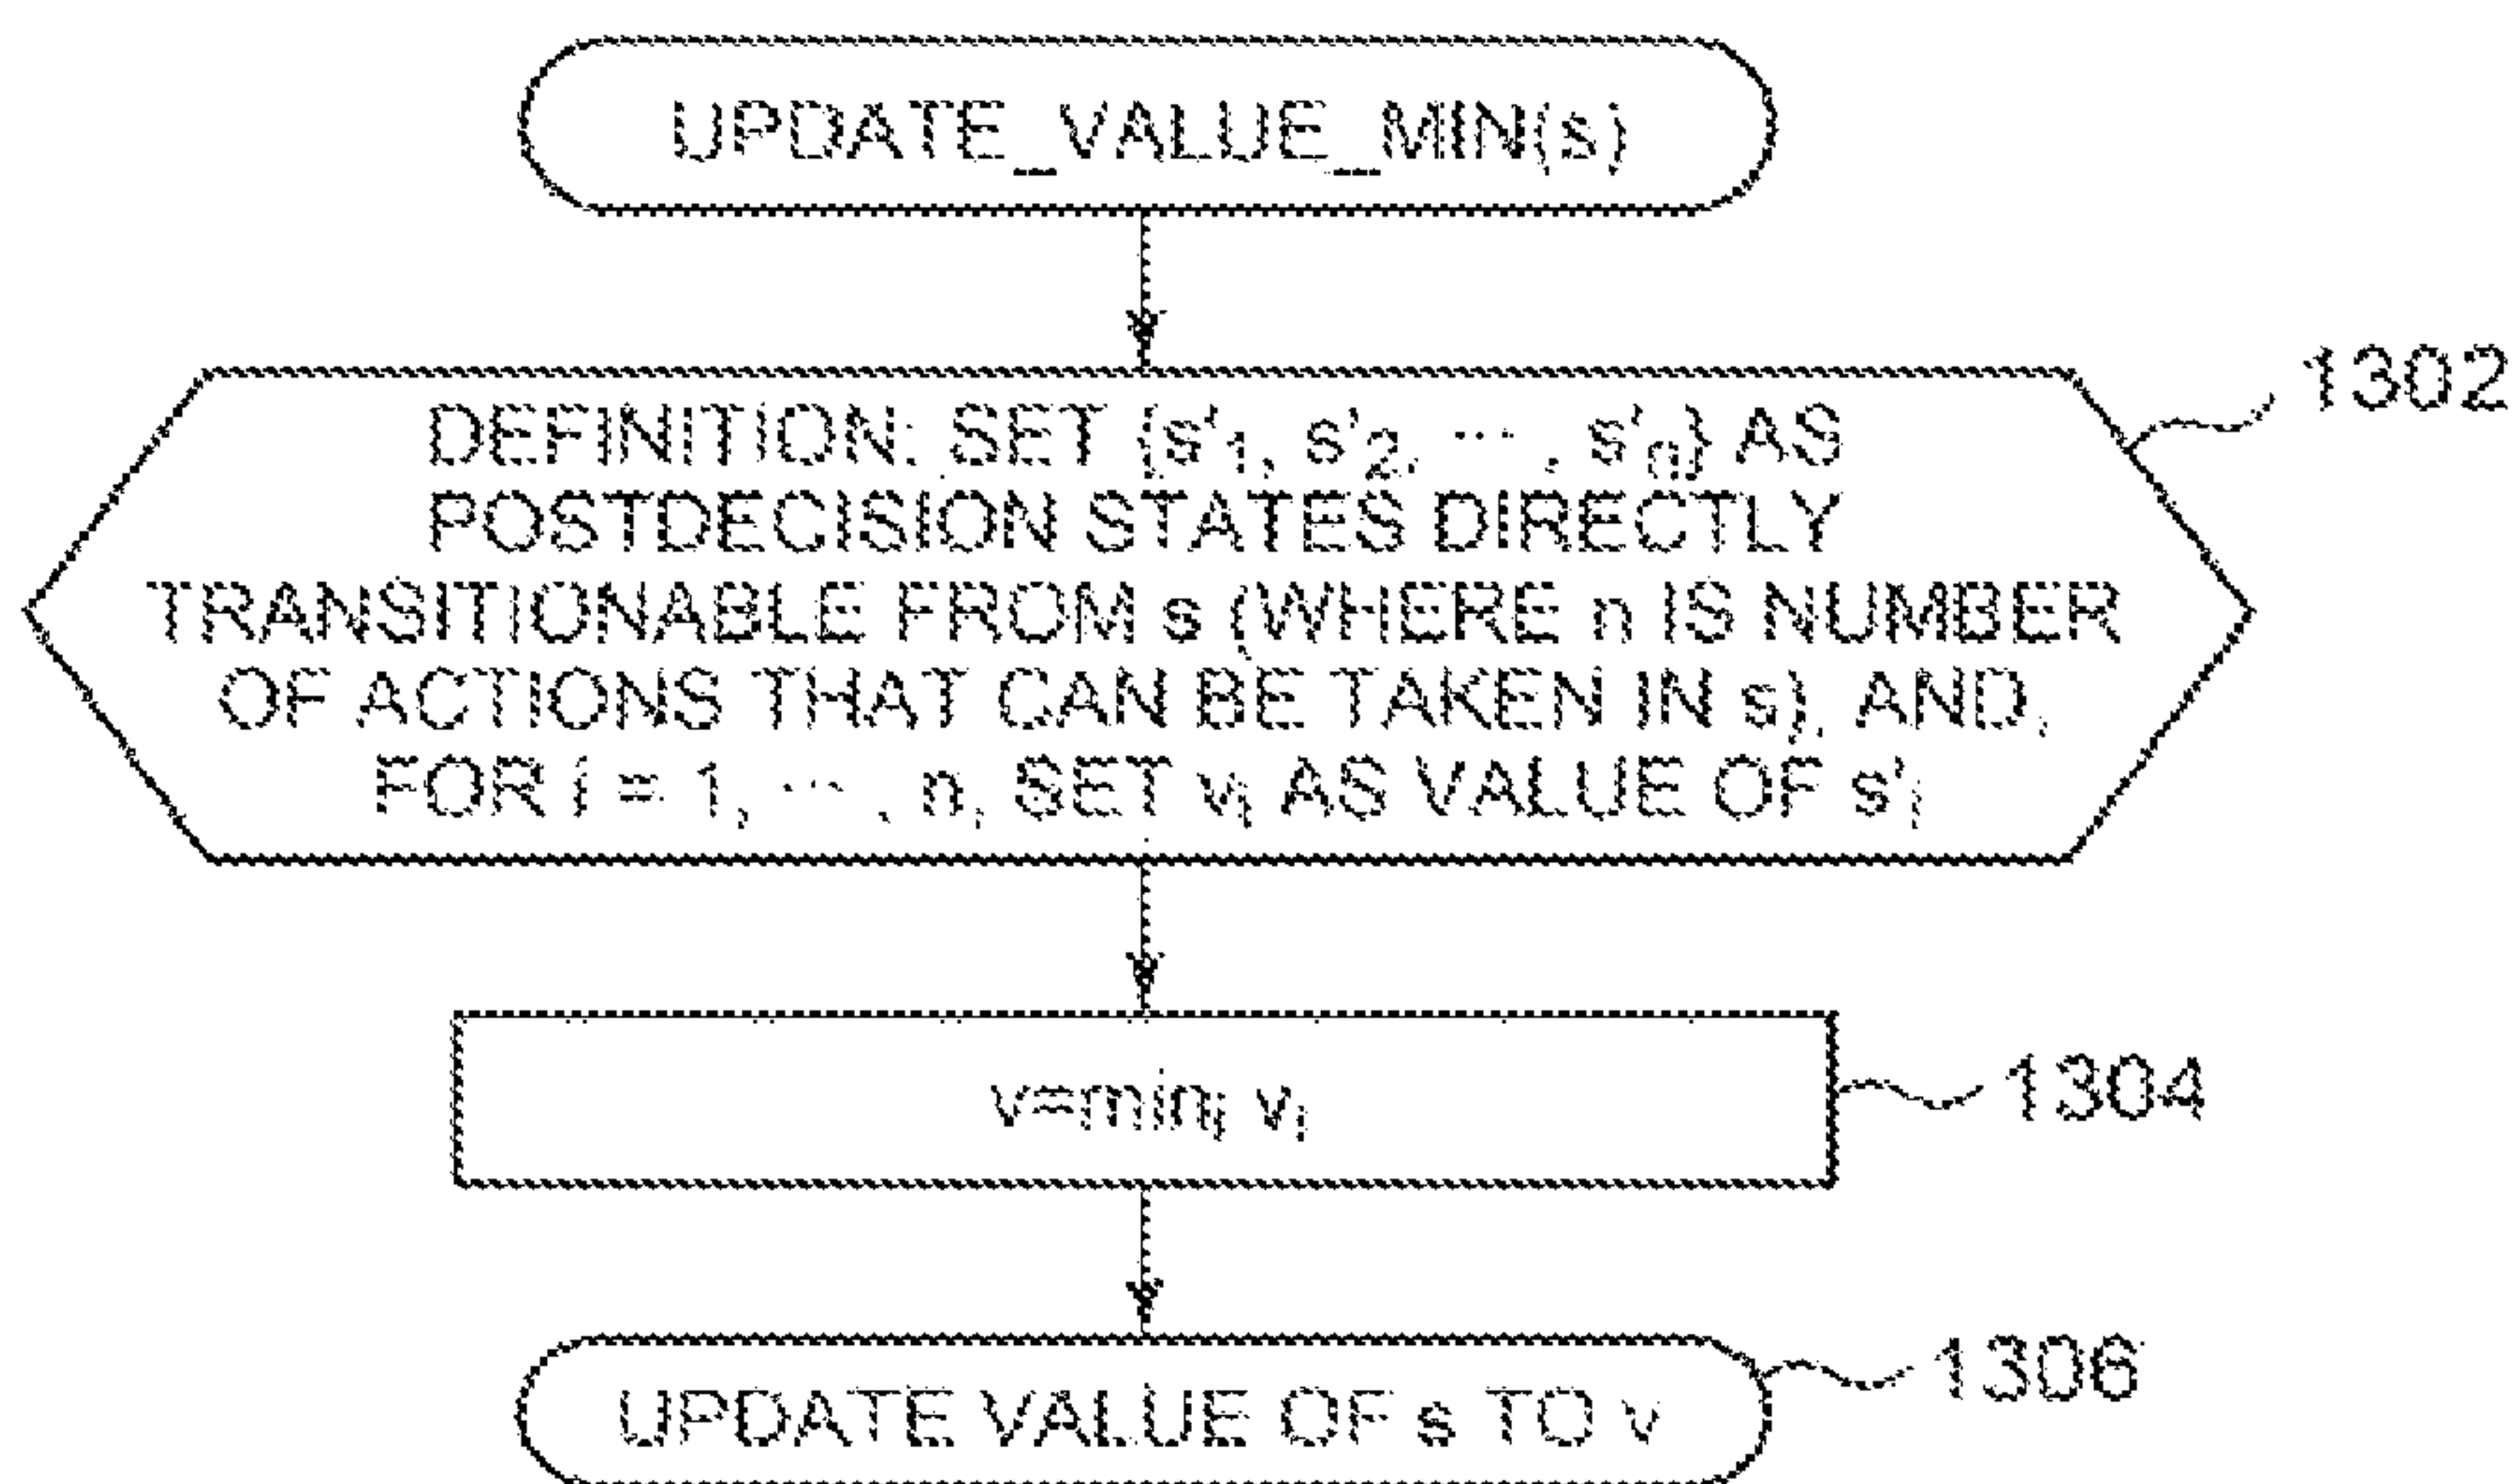 UPDATE_VALUE_MIN(s)
1302
DEFINITION: SET {s'₁, s'₂, ⋯ , s'ₙ} AS
POSTDECISION STATES DIRECTLY
TRANSITIONABLE FROM s (WHERE n IS NUMBER
OF ACTIONS THAT CAN BE TAKEN IN s), AND,
FOR i = 1, ⋯ , n, SET vᵢ AS VALUE OF s'ᵢ
v=minᵢ vᵢ
1304
1306
UPDATE VALUE OF s TO v